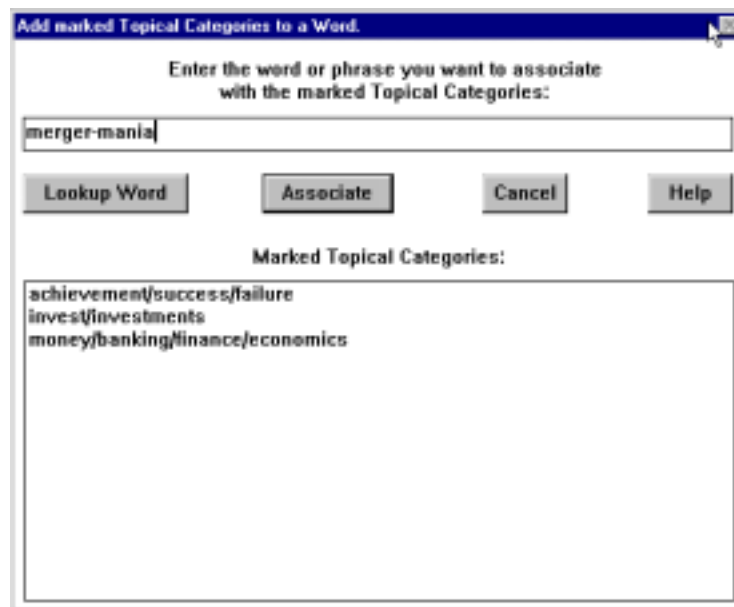 Add marked Topical Categories to a Word.
Enter the word or phrase you want to associate
with the marked Topical Categories:
merger-mania
Lookup Word Associate Cancel Help
Marked Topical Categories:
achievement/success/failure
invest/investments
money/banking/finance/economics